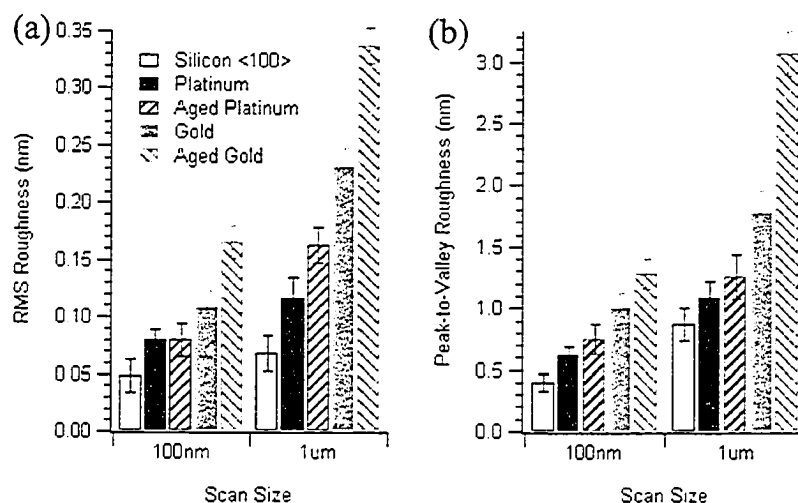 (a)
RMS Roughness (nm)
0.35
0.30
0.25
0.20
0.15
0.10
0.05
0.00
Silicon <100>
Platinum
Aged Platinum
Gold
Aged Gold
100nm
1um
Scan Size
(b)
Peak-to-Valley Roughness (nm)
3.0
2.5
2.0
1.5
1.0
0.5
0.0
100nm
1um
Scan Size